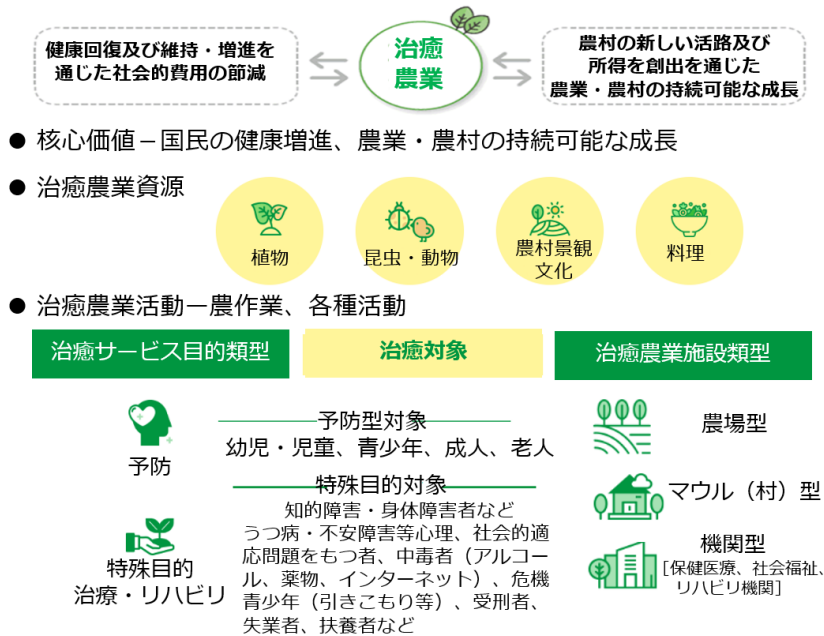 健康回復及び維持・増進を
通じた社会的費用の節減
治癒
農業
農村の新しい活路及び
所得を創出を通じた
農業・農村の持続可能な成長
● 核心価値 – 国民の健康増進、農業・農村の持続可能な成長
● 治癒農業資源
植物
昆虫・動物
農村景観
文化
料理
● 治癒農業活動ー農作業、各種活動
治癒サービス目的類型
治癒対象
治癒農業施設類型
予防
特殊目的
治療・リハビリ
予防型対象
幼児・児童、青少年、成人、老人
特殊目的対象
知的障害・身体障害者など
うつ病・不安障害等心理、社会的適
応問題をもつ者、中毒者（アルコー
ル、薬物、インターネット）、危機
青少年（引きこもり等）、受刑者、
失業者、扶養者など
農場型
マウル（村）型
機関型
[保健医療、社会福祉、
リハビリ機関]